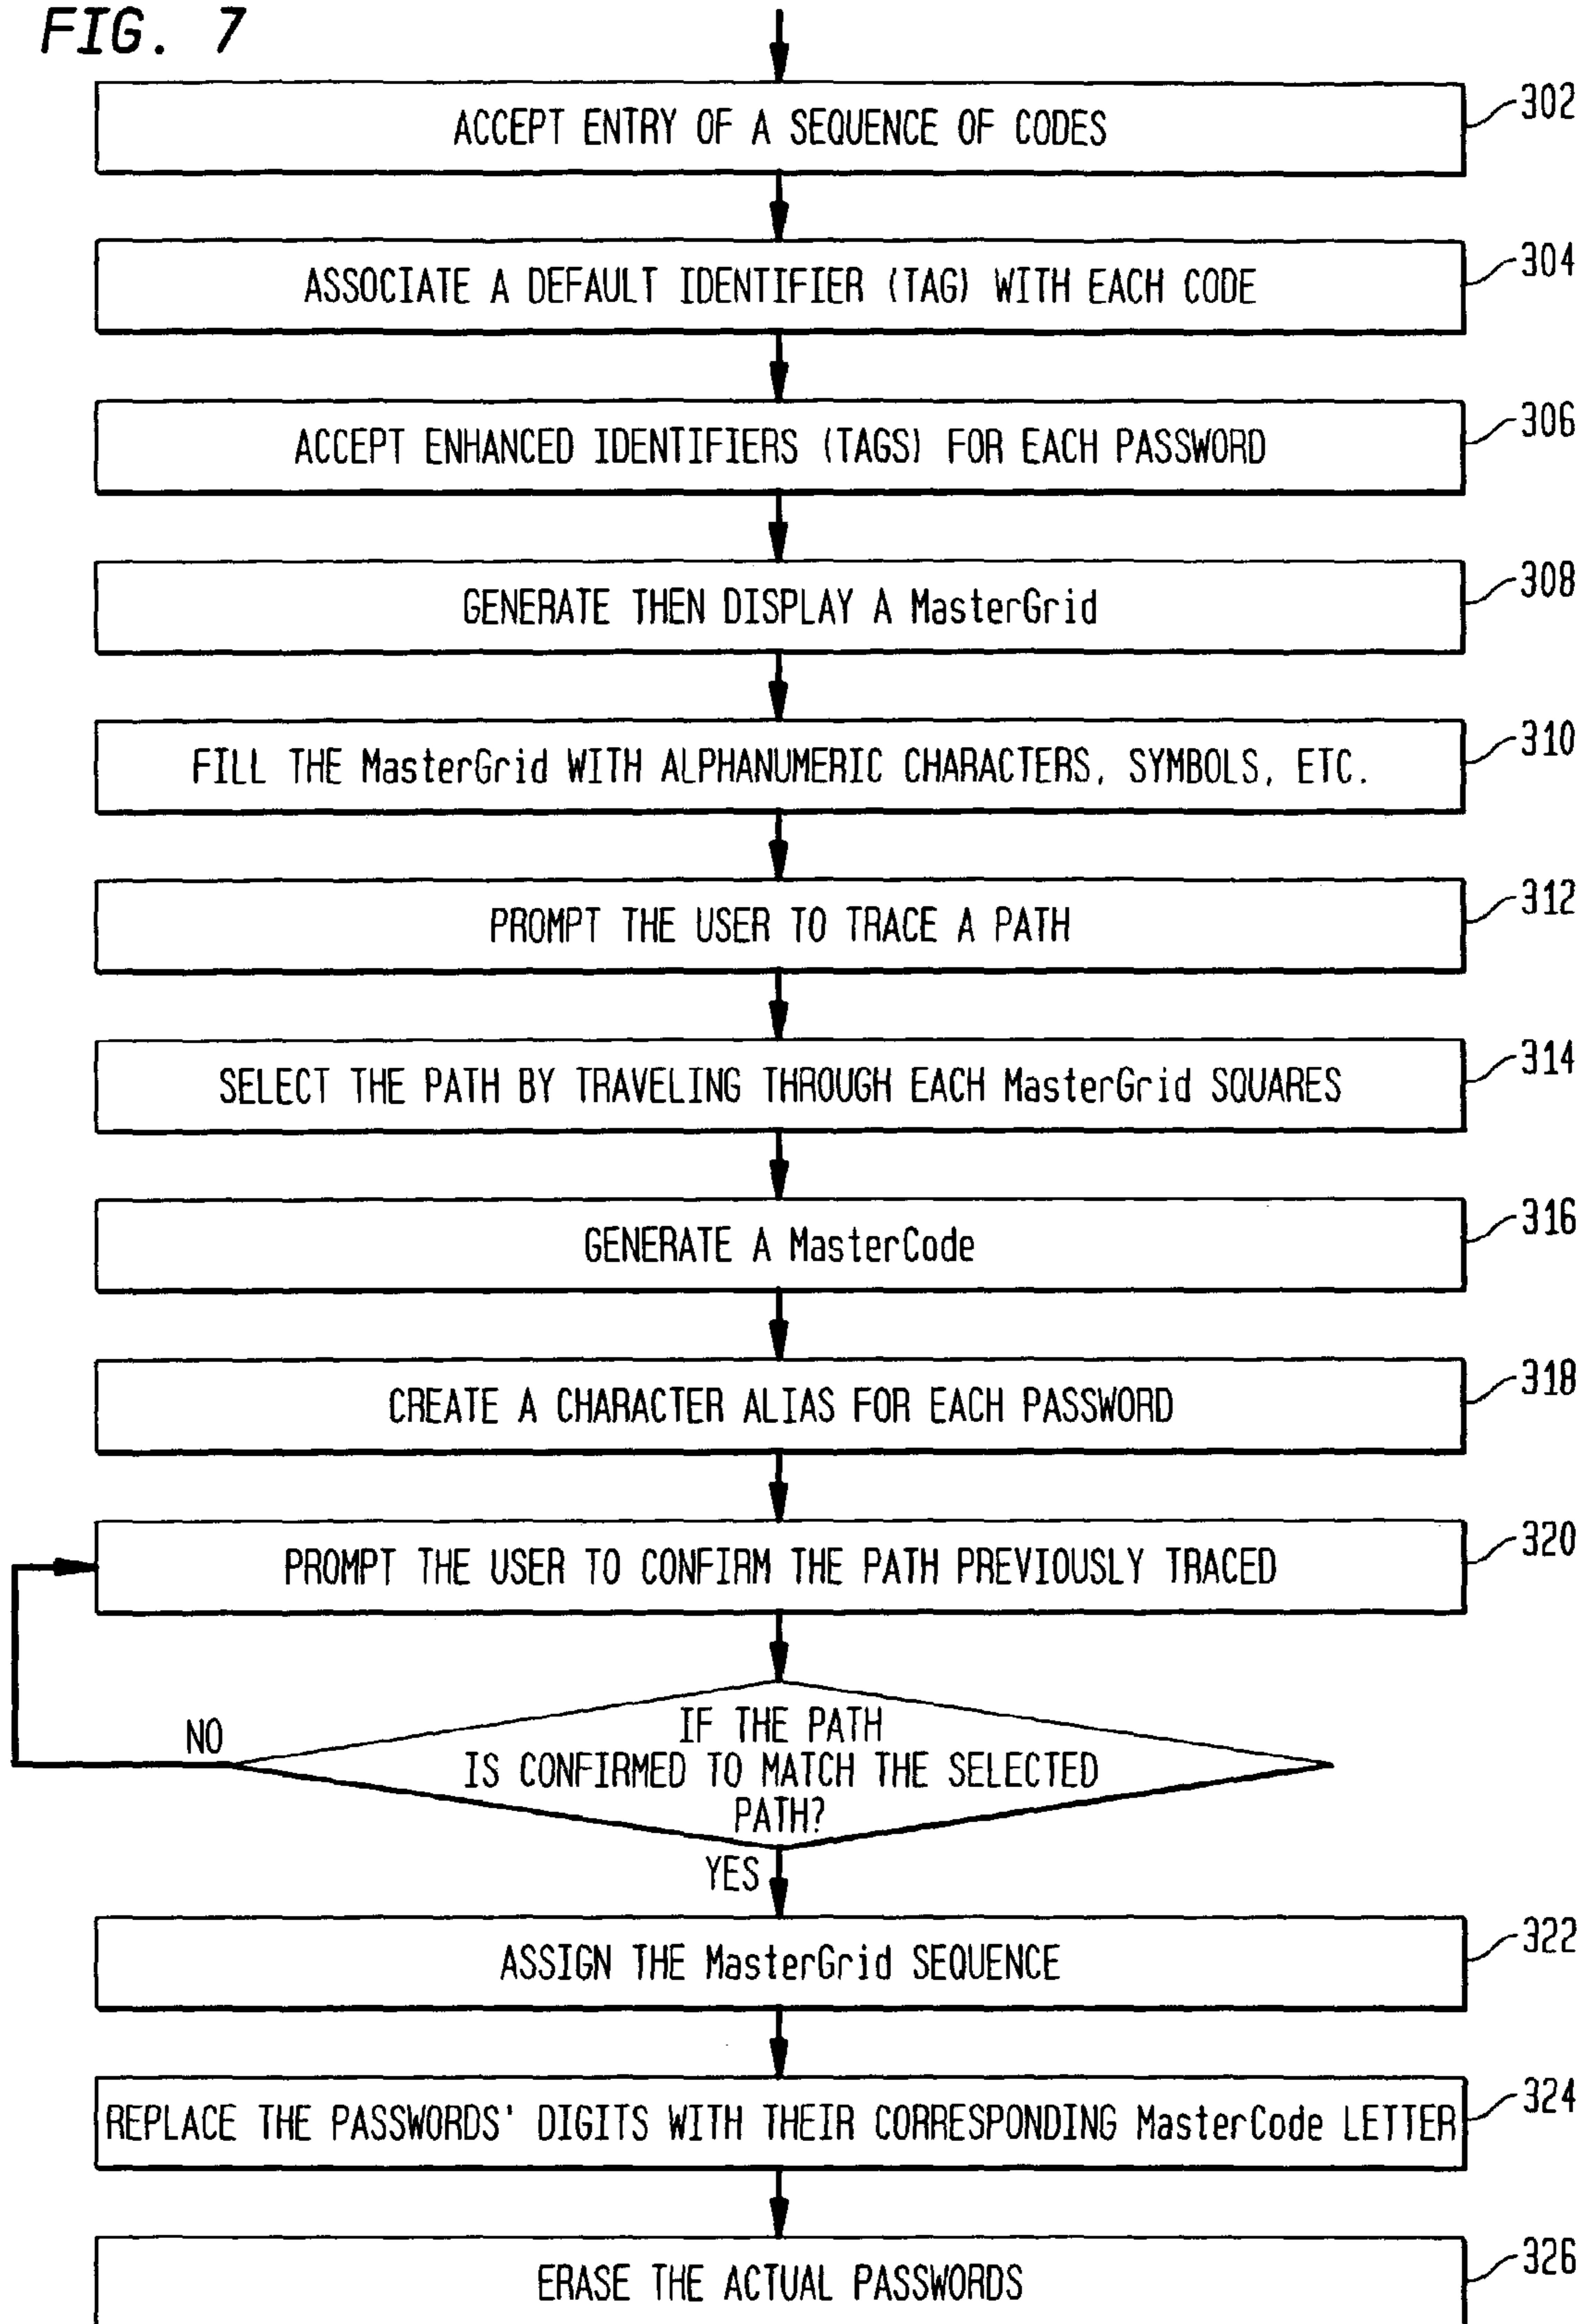 FIG. 7
ACCEPT ENTRY OF A SEQUENCE OF CODES
302
ASSOCIATE A DEFAULT IDENTIFIER (TAG) WITH EACH CODE
304
ACCEPT ENHANCED IDENTIFIERS (TAGS) FOR EACH PASSWORD
306
GENERATE THEN DISPLAY A MasterGrid
308
FILL THE MasterGrid WITH ALPHANUMERIC CHARACTERS, SYMBOLS, ETC.
310
PROMPT THE USER TO TRACE A PATH
312
SELECT THE PATH BY TRAVELING THROUGH EACH MasterGrid SQUARES
314
GENERATE A MasterCode
316
CREATE A CHARACTER ALIAS FOR EACH PASSWORD
318
PROMPT THE USER TO CONFIRM THE PATH PREVIOUSLY TRACED
320
NO
IF THE PATH
IS CONFIRMED TO MATCH THE SELECTED
PATH?
YES
ASSIGN THE MasterGrid SEQUENCE
322
REPLACE THE PASSWORDS' DIGITS WITH THEIR CORRESPONDING MasterCode LETTER
324
ERASE THE ACTUAL PASSWORDS
326